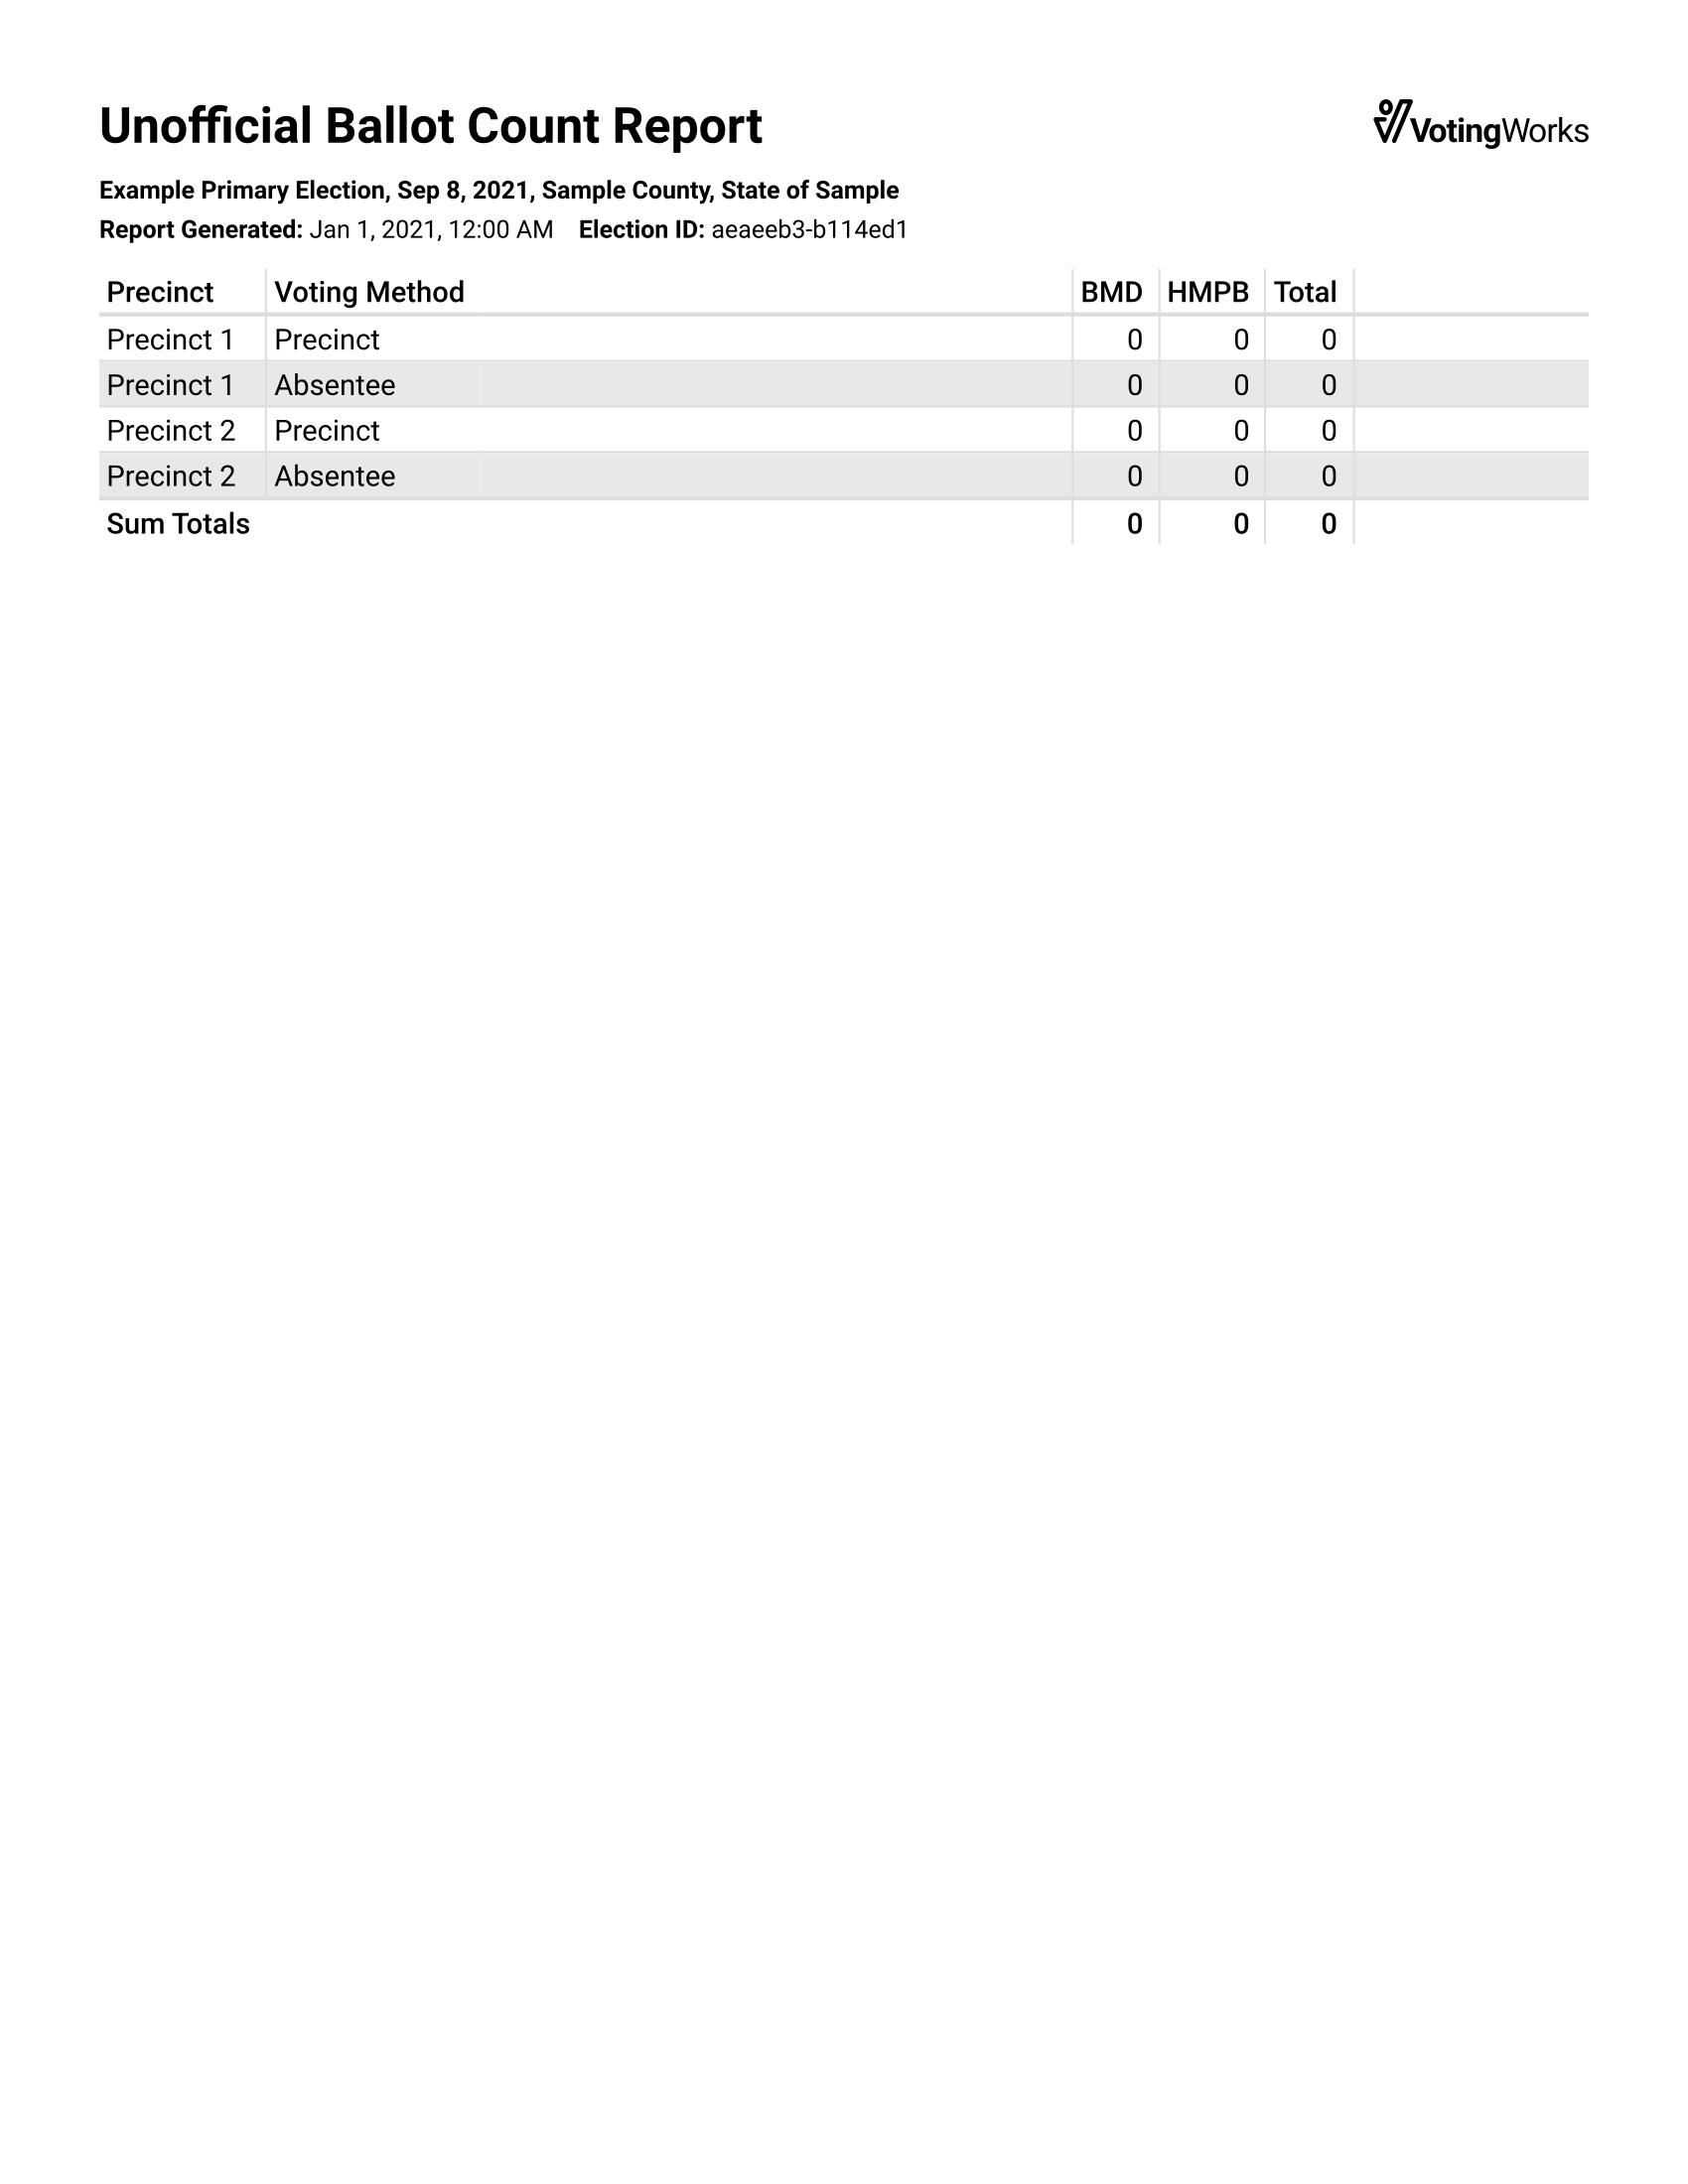 Unofficial Ballot Count Report
VotingWorks
Example Primary Election, Sep 8, 2021, Sample County, State of Sample
Report Generated: Jan 1, 2021, 12:00 AM Election ID: aeaeeb3-b114ed1
Precinct Voting Method BMD HMPB Total
Precinct 1 Precinct 0 0 0
Precinct 1 Absentee 0 0 0
Precinct 2 Precinct 0 0 0
Precinct 2 Absentee 0 0 0
Sum Totals 0 0 0